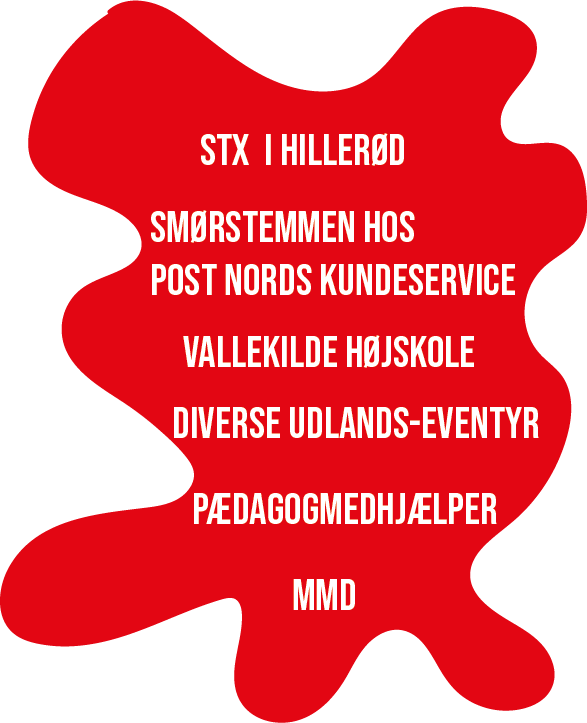 STX I HILLERØD
SMØRSTEMMEN HOS
POST NORDS KUNDESERVICE
VALLEKILDE HØJSKOLE
DIVERSE UDLANDS-EVENTYR
PÆDAGOGMEDHJÆLPER
MMD